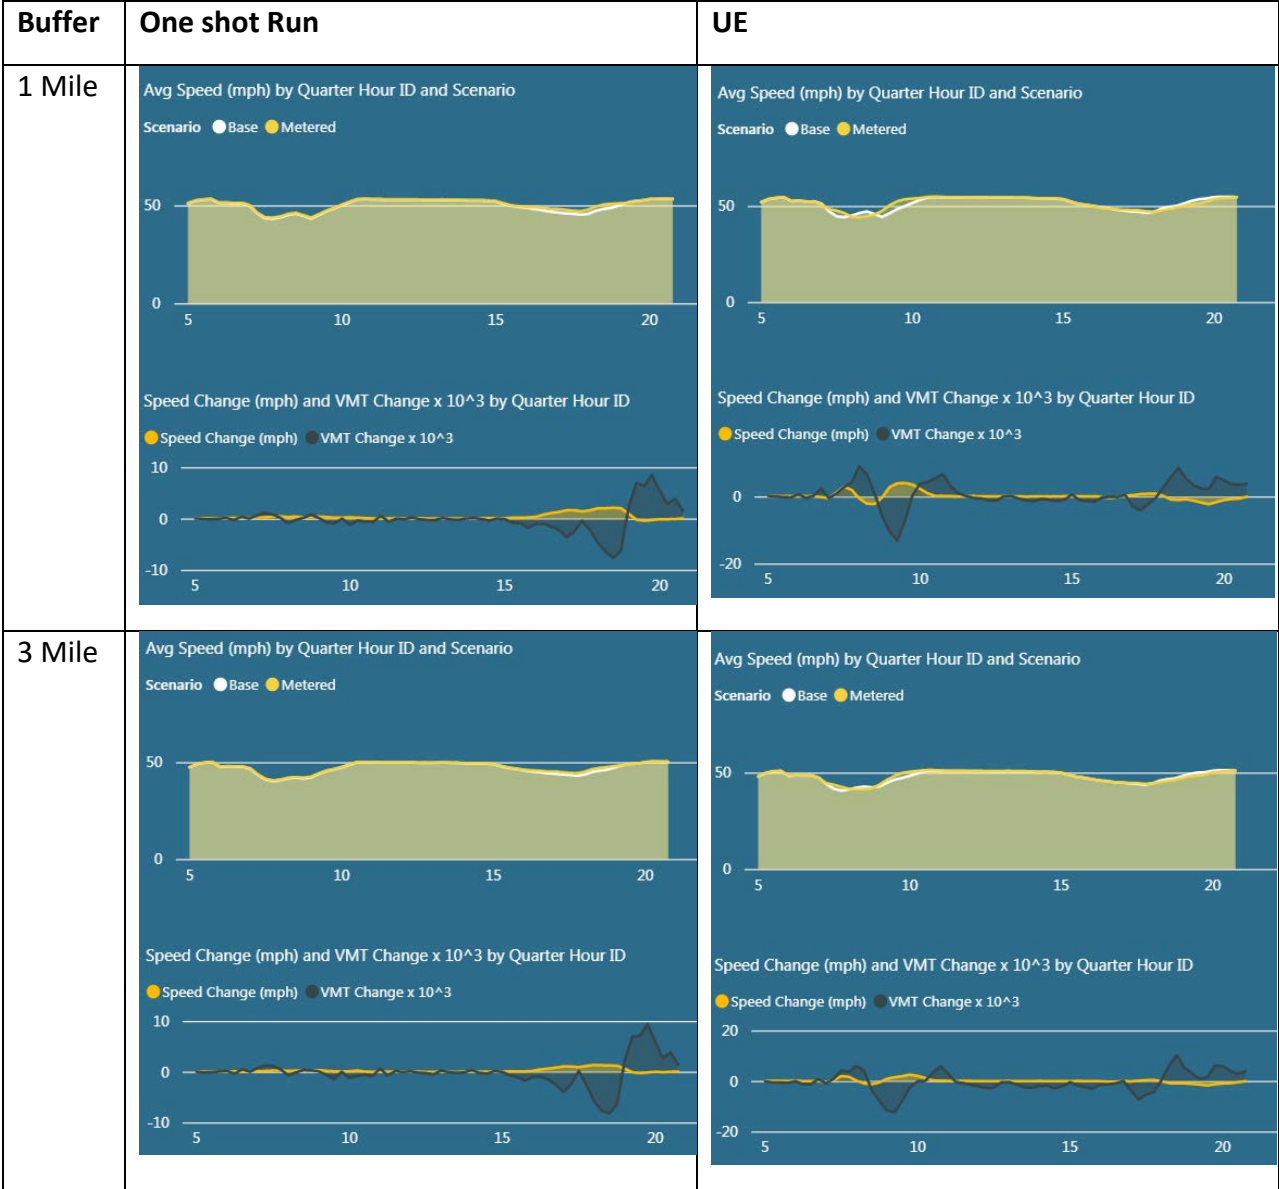 Buffer One shot Run UE
1 Mile
Avg Speed (mph) by Quarter Hour ID and Scenario
Scenario Base Metered
50
0
5 10 15 20
Speed Change (mph) and VMT Change x 10^3 by Quarter Hour ID
Speed Change (mph) VMT Change x 10^3
10
0
-10
5 10 15 20
Avg Speed (mph) by Quarter Hour ID and Scenario
Scenario Base Metered
50
0
5 10 15 20
Speed Change (mph) and VMT Change x 10^3 by Quarter Hour ID
Speed Change (mph) VMT Change x 10^3
0
-20
5 10 15 20
3 Mile
Avg Speed (mph) by Quarter Hour ID and Scenario
Scenario Base Metered
50
0
5 10 15 20
Speed Change (mph) and VMT Change x 10^3 by Quarter Hour ID
Speed Change (mph) VMT Change x 10^3
10
0
-10
5 10 15 20
Avg Speed (mph) by Quarter Hour ID and Scenario
Scenario Base Metered
50
0
5 10 15 20
Speed Change (mph) and VMT Change x 10^3 by Quarter Hour ID
Speed Change (mph) VMT Change x 10^3
20
0
-20
5 10 15 20